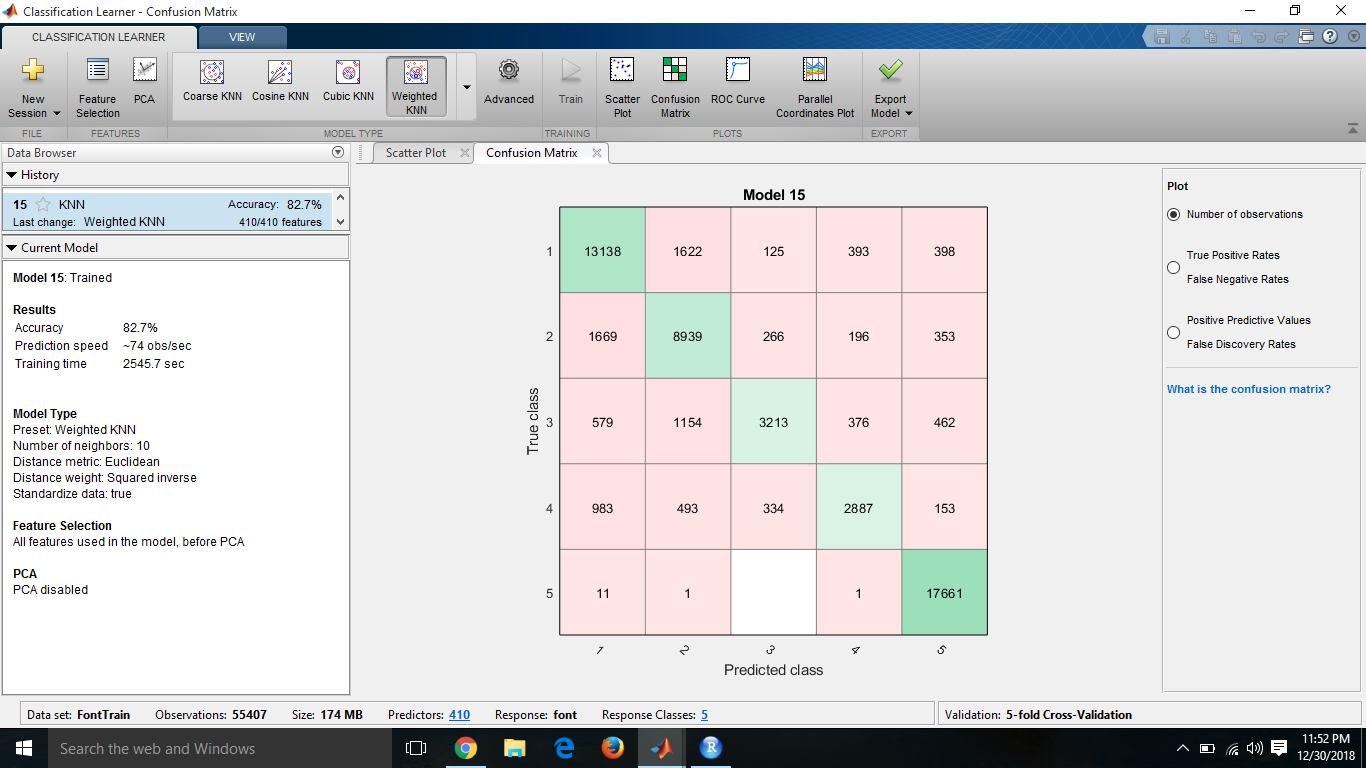 Classification Learner - Confusion Matrix
CLASSIFICATION LEARNER VIEW
New Session
Feature Selection
PCA
Coarse KNN
Cosine KNN
Cubic KNN
Weighted KNN
Advanced
Train
Scatter Plot
Confusion Matrix
ROC Curve
Parallel Coordinates Plot
Export Model
FILE FEATURES MODEL TYPE TRAINING PLOTS EXPORT
Data Browser
History
15 KNN Accuracy: 82.7%
Last change: Weighted KNN 410/410 features
Current Model
Model 15: Trained
Results
Accuracy 82.7%
Prediction speed ~74 obs/sec
Training time 2545.7 sec
Model Type
Preset: Weighted KNN
Number of neighbors: 10
Distance metric: Euclidean
Distance weight: Squared inverse
Standardize data: true
Feature Selection
All features used in the model, before PCA
PCA
PCA disabled
Scatter Plot Confusion Matrix
Model 15
True class
1 13138 1622 125 393 398
2 1669 8939 266 196 353
3 579 1154 3213 376 462
4 983 493 334 2887 153
5 11 1 1 17661
1 2 3 4 5
Predicted class
Plot
Number of observations
True Positive Rates
False Negative Rates
Positive Predictive Values
False Discovery Rates
What is the confusion matrix?
Data set: FontTrain Observations: 55407 Size: 174 MB Predictors: 410 Response: font Response Classes: 5 Validation: 5-fold Cross-Validation
Search the web and Windows
R
11:52 PM
12/30/2018